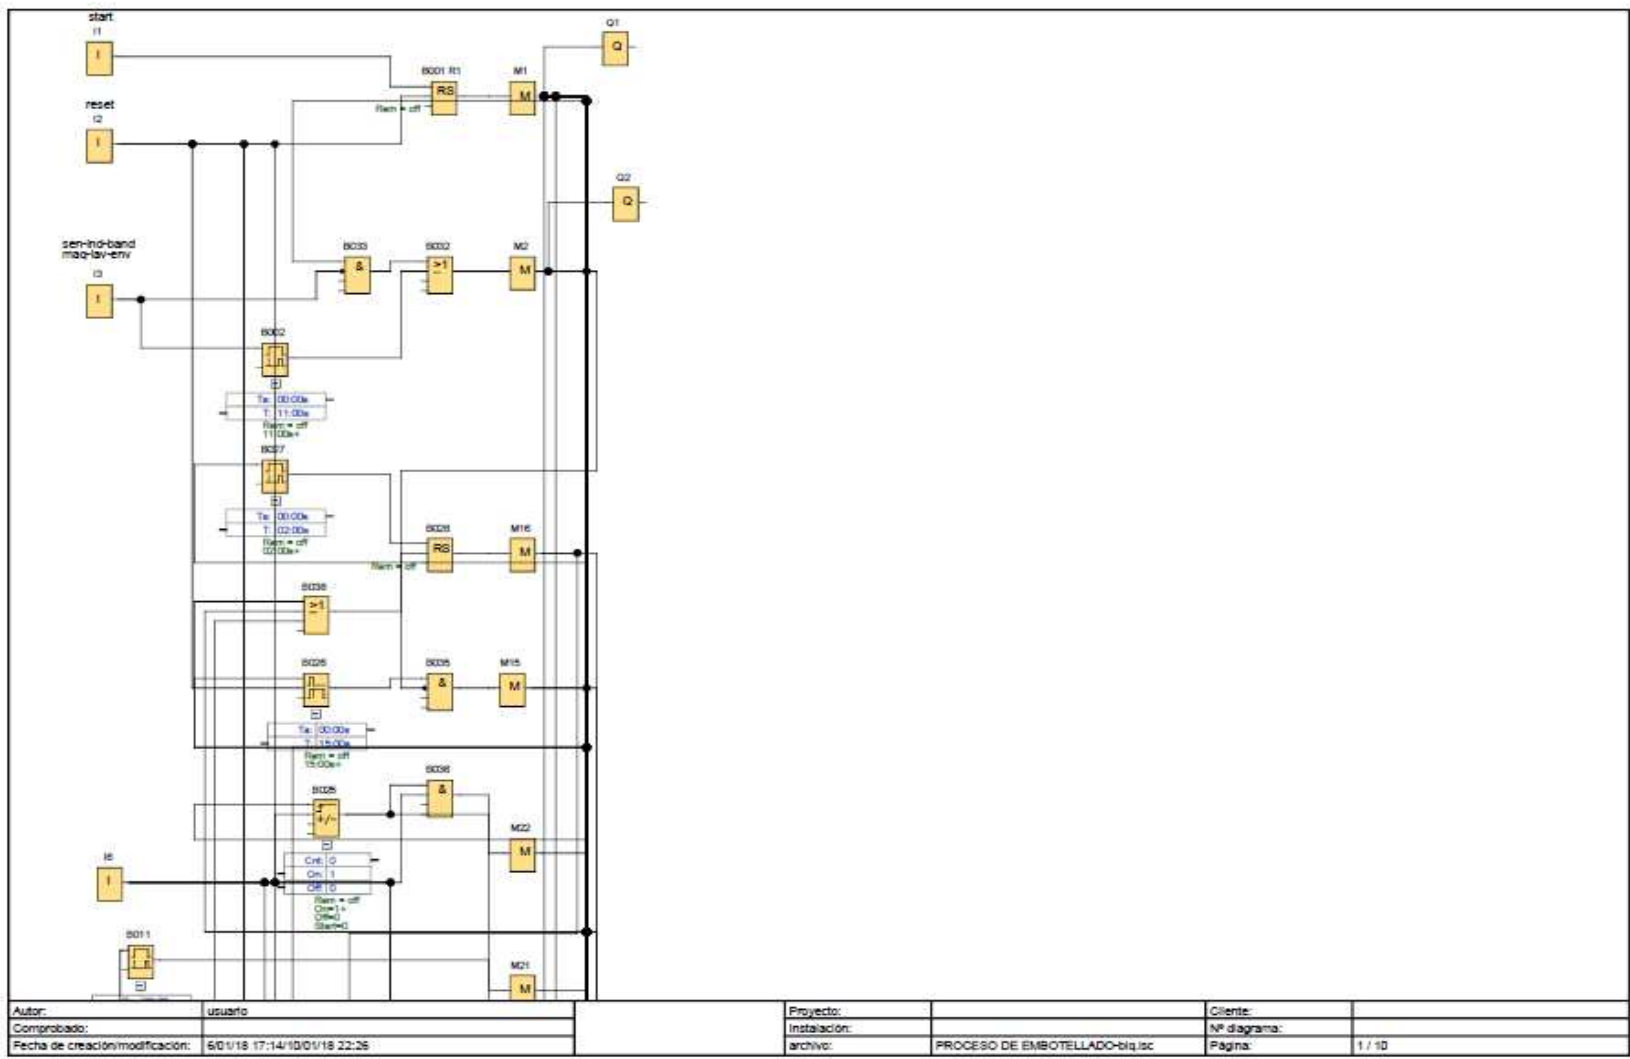 start
I1
I
Q1
Q
B001 R1
RS
Rem = off
M1
M
reset
I2
I
Q2
Q
sen-ind-band
maq-lav-env
I3
I
B033
&
B032
≥1
M2
M
B002
Ta: 00:00s
T: 11:00s
Rem = off
11:00s+
B027
Ta: 00:00s
T: 02:00s
Rem = off
02:00s+
B028
RS
Rem = off
M16
M
≥1
B026
B035
&
M15
M
Ta: 00:00s
T: 15:00s
Rem = off
15:00s+
B036
&
B025
+/-
M22
M
I6
I
Cnt: 0
On: 1
Off: 0
Rem = off
On=1+
Off=0
Start=0
B011
M21
M
Autor: usuario
Comprobado:
Fecha de creación/modificación: 6/01/18 17:14/10/01/18 22:26
Proyecto:
Instalación:
archivo: PROCESO DE EMBOTELLADO-blq.lsc
Cliente:
Nº diagrama:
Página: 1 / 10